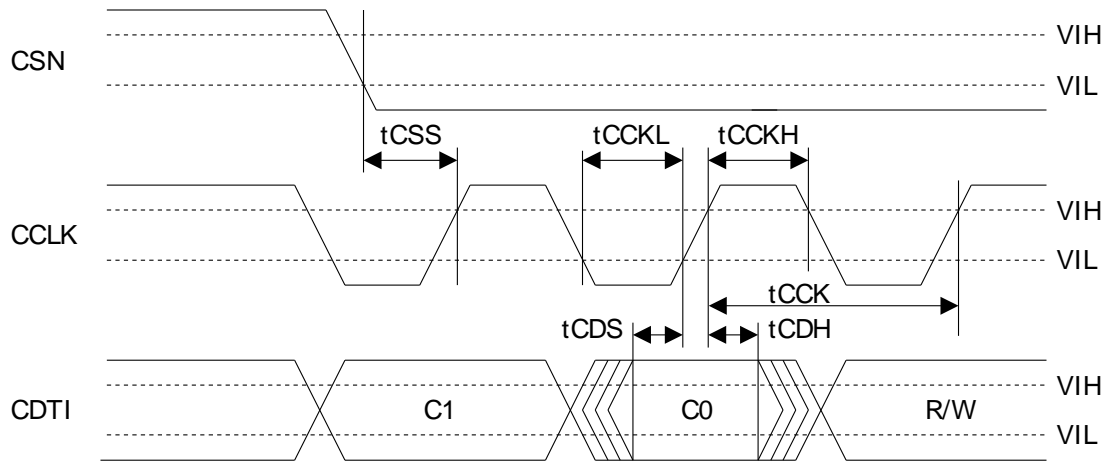 CSN
VIH
VIL
tCSS
tCCKL
tCCKH
CCLK
VIH
VIL
tCCK
tCDS
tCDH
CDTI
C1
C0
R/W
VIH
VIL